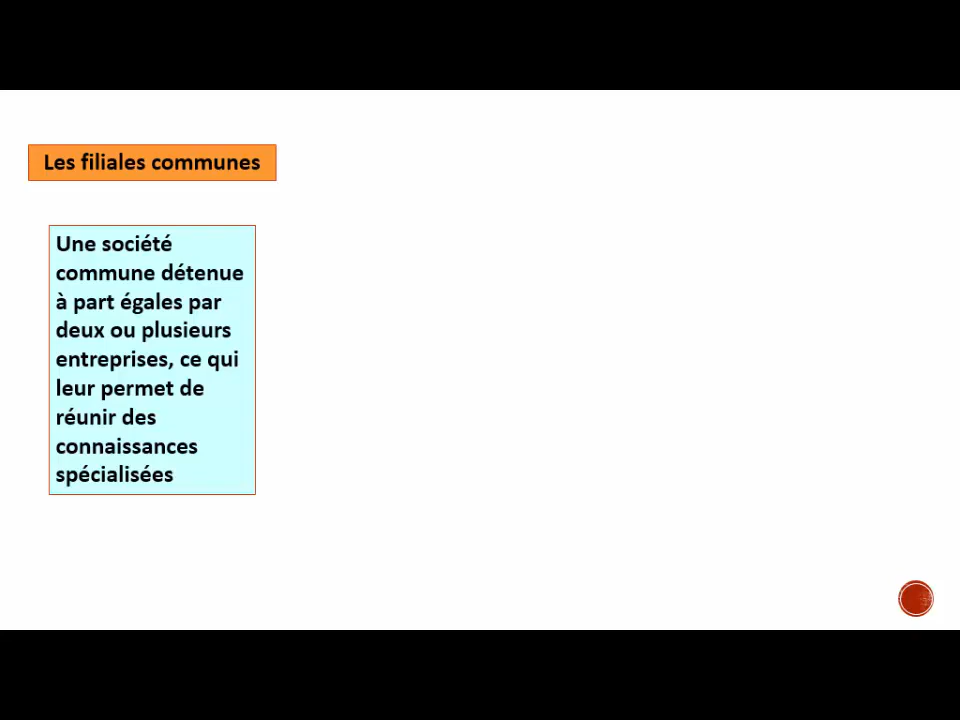 Les filiales communes
Une société
commune détenue
à part égales par
deux ou plusieurs
entreprises, ce qui
leur permet de
réunir des
connaissances
spécialisées